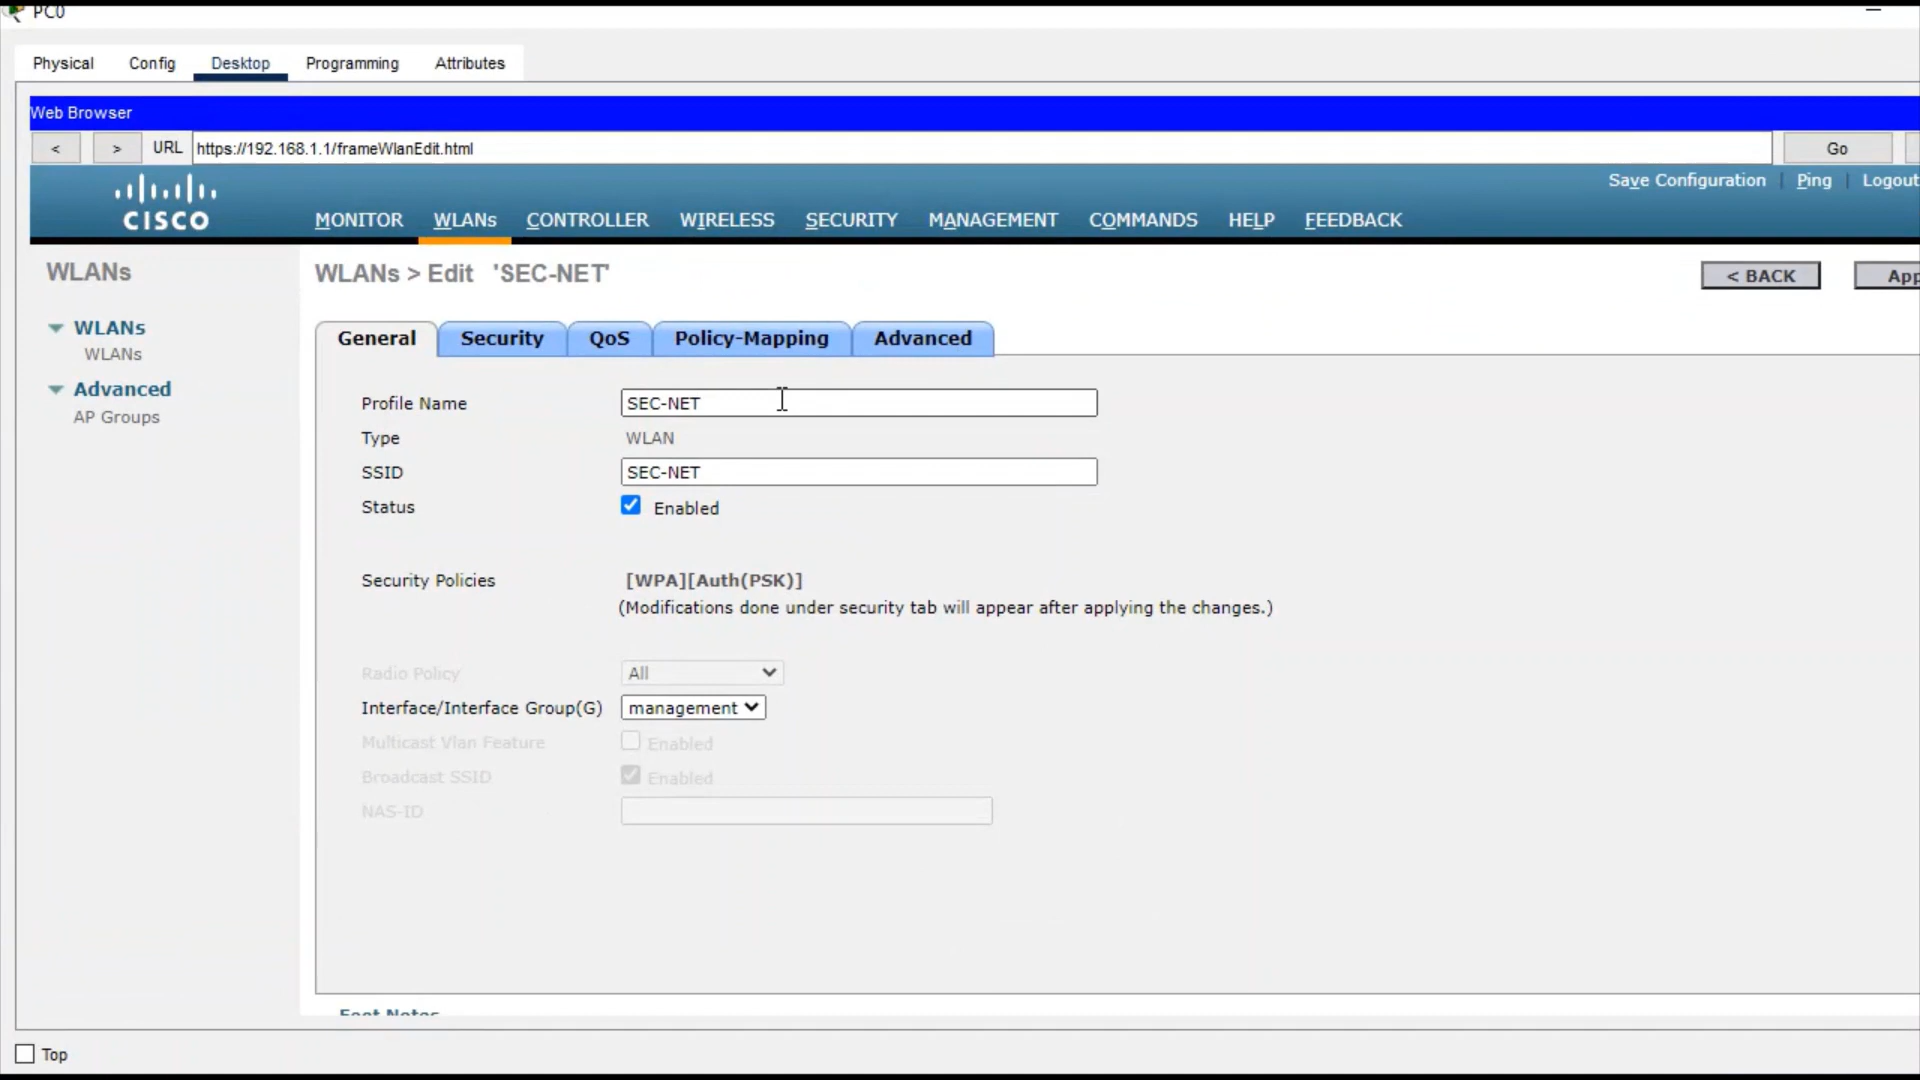 PC0
Physical Config Desktop Programming Attributes
Web Browser
< > URL https://192.168.1.1/frameWlanEdit.html Go
Save Configuration | Ping | Logout
CISCO MONITOR WLANs CONTROLLER WIRELESS SECURITY MANAGEMENT COMMANDS HELP FEEDBACK
WLANs
WLANs > Edit 'SEC-NET' < BACK App
WLANs
WLANs
Advanced
AP Groups
General Security QoS Policy-Mapping Advanced
Profile Name SEC-NET
Type WLAN
SSID SEC-NET
Status Enabled
Security Policies [WPA][Auth(PSK)]
(Modifications done under security tab will appear after applying the changes.)
Radio Policy All
Interface/Interface Group(G) management
Multicast Vlan Feature Enabled
Broadcast SSID Enabled
NAS-ID
Foot Notes
Top